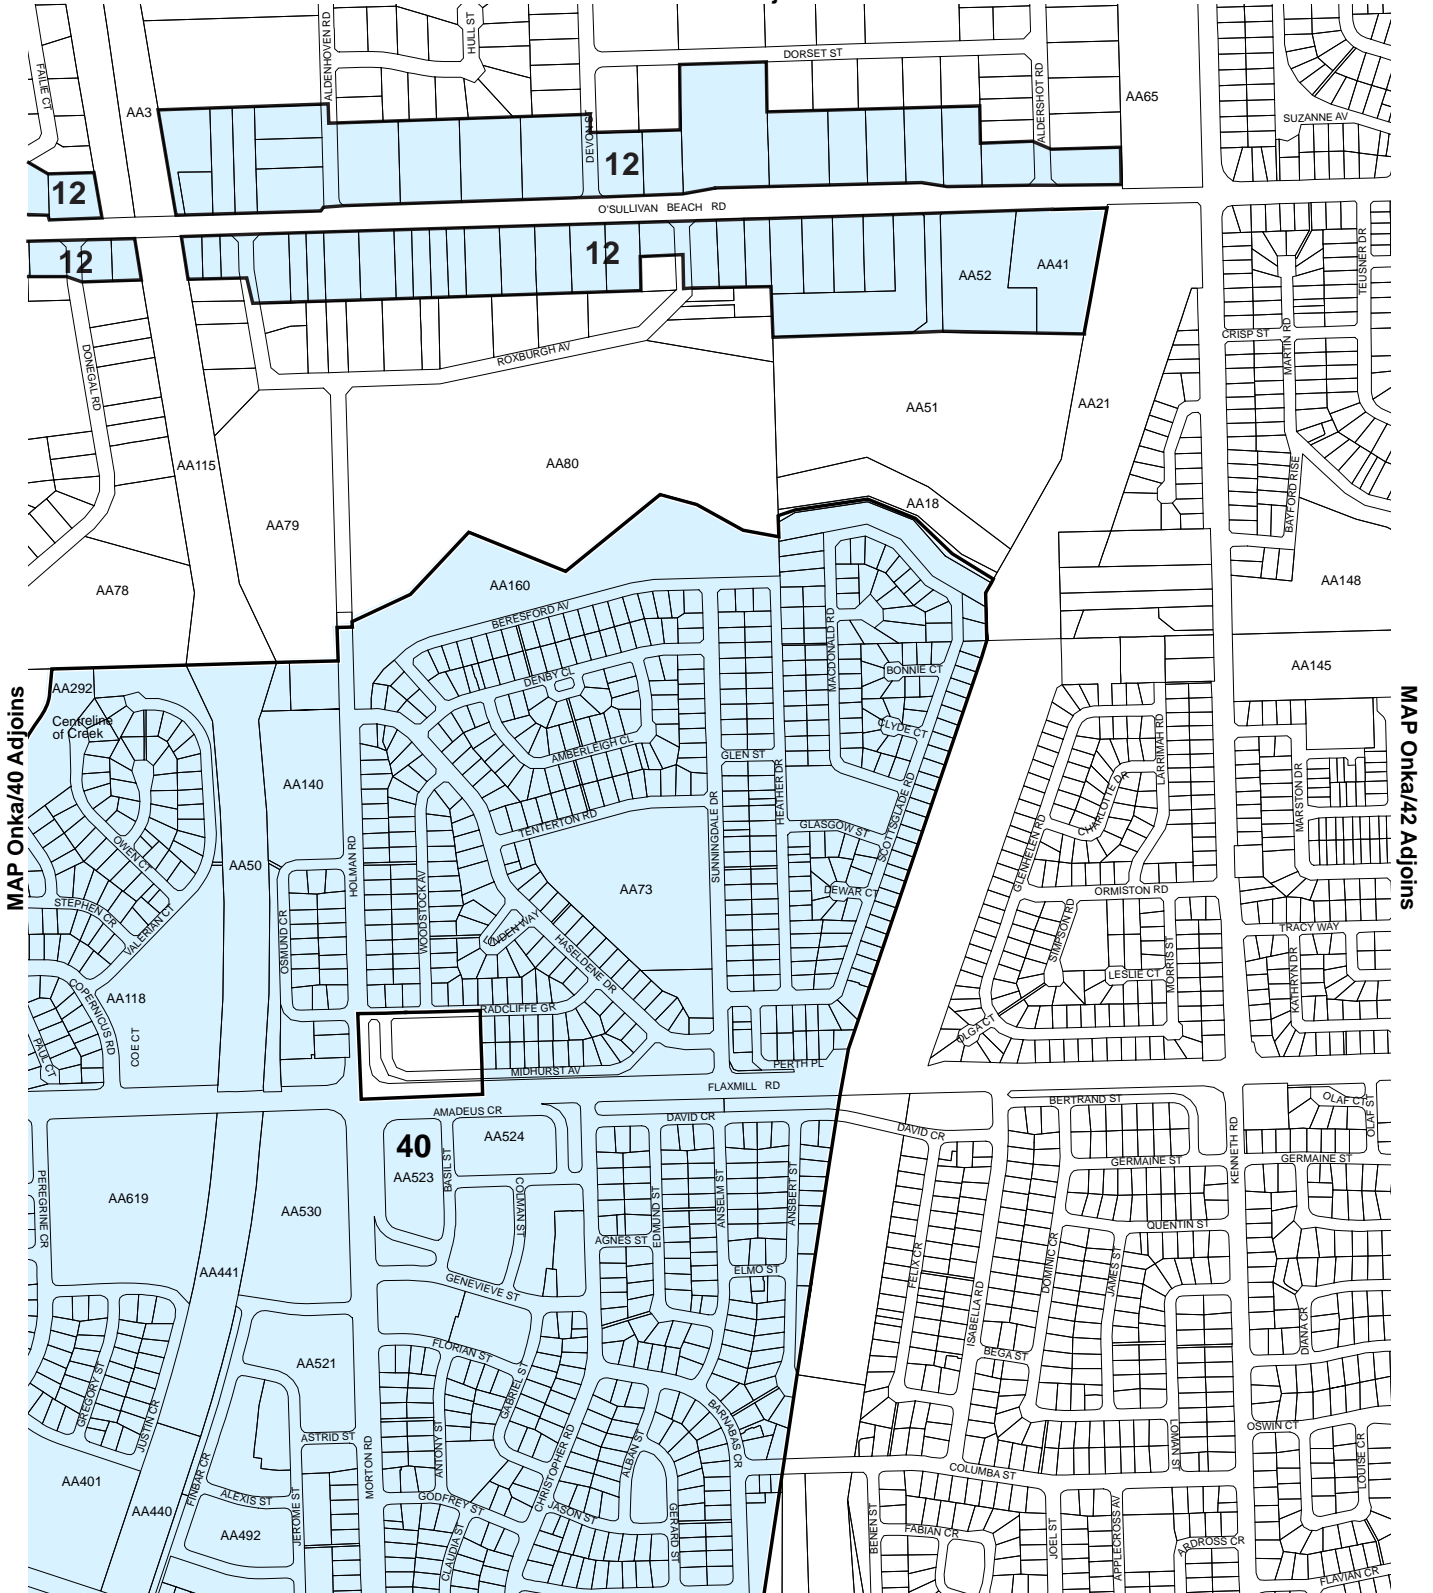 DORSET ST
HULL ST
ALDENHOVEN RD
FAILIE CT
AA3
DEVON ST
ALDERSHOT RD
AA65
SUZANNE AV
12
12
O'SULLIVAN BEACH RD
12
12
AA52
AA41
TEUSNER DR
CRISP ST
MARTIN RD
DONEGAL RD
ROXBURGH AV
AA51
AA21
AA115
AA80
BAYFORD RISE
AA79
AA18
AA78
AA160
AA148
BERESFORD AV
MACDONALD RD
BONNIE CT
AA145
DENBY CL
AA292
Centreline
of Creek
CLYDE CT
AMBERLEIGH CL
GLEN ST
LARRIMAH RD
MAP Onka/40 Adjoins
MAP Onka/42 Adjoins
AA140
HEATHER DR
CHARLOTTE DR
MARSTON DR
TENTERTON RD
SUNNINGDALE DR
GLASGOW ST
SCOTTSGLADE RD
OWEN CT
AA50
HOLMAN RD
GLENHELEN RD
AA73
DEWAR CT
ORMISTON RD
STEPHEN CR
VALERIAN CT
WOODSTOCK AV
OSMUND CR
LINDEN WAY
HASELDENE DR
SIMPSON RD
TRACY WAY
MORRIS ST
LESLIE CT
KATHRYN DR
COPERNICUS RD
AA118
RADCLIFFE GR
OLGA CT
PAUL CT
COE CT
MIDHURST AV
PERTH PL
FLAXMILL RD
AMADEUS CR
DAVID CR
DAVID CR
BERTRAND ST
OLAF CT
OLAF ST
40
AA524
AA523
BASIL ST
GERMAINE ST
KENNETH RD
GERMAINE ST
PEREGRINE CR
AA619
AA530
COLMAN ST
EDMUND ST
ANSELM ST
ANSBERT ST
AGNES ST
QUENTIN ST
AA441
GENEVIEVE ST
ELMO ST
FELIX CR
ISABELLA RD
DOMINIC CR
JAMES ST
DIANA CR
FLORIAN ST
AA521
BEGA ST
GREGORY ST
JUSTIN CR
GABRIEL ST
BARNABAS CR
ASTRID ST
MORTON RD
ANTONY ST
CHRISTOPHER RD
ALBAN ST
LOMAN ST
OSWIN CT
LOUISE CR
AA401
FINBAR CR
COLUMBA ST
AA440
ALEXIS ST
JEROME ST
GODFREY ST
JASON ST
GERARD ST
AA492
CLAUDIA ST
BENEN ST
FABIAN CR
JOEL ST
APPLECROSS AV
ARDROSS CR
FLAVIAN CR